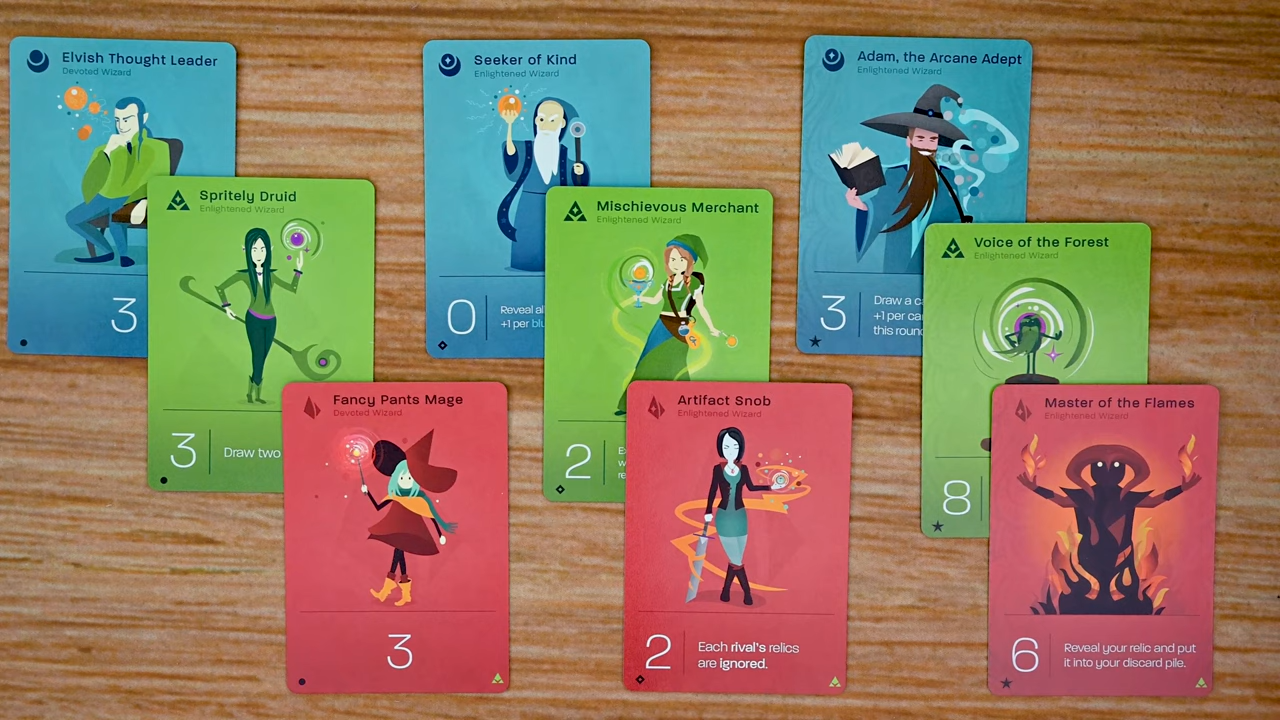 Elvish Thought Leader
Devoted Wizard
3
Spritely Druid
Enlightened Wizard
3
Draw two
Fancy Pants Mage
Devoted Wizard
3
Seeker of Kind
Enlightened Wizard
0
Reveal al
+1 per blu
Mischievous Merchant
Enlightened Wizard
2
Artifact Snob
Enlightened Wizard
2
Each rival's relics
are ignored.
Adam, the Arcane Adept
Enlightened Wizard
3
Draw a ca
+1 per car
this round
Voice of the Forest
Enlightened Wizard
8
Master of the Flames
Enlightened Wizard
6
Reveal your relic and put
it into your discard pile.